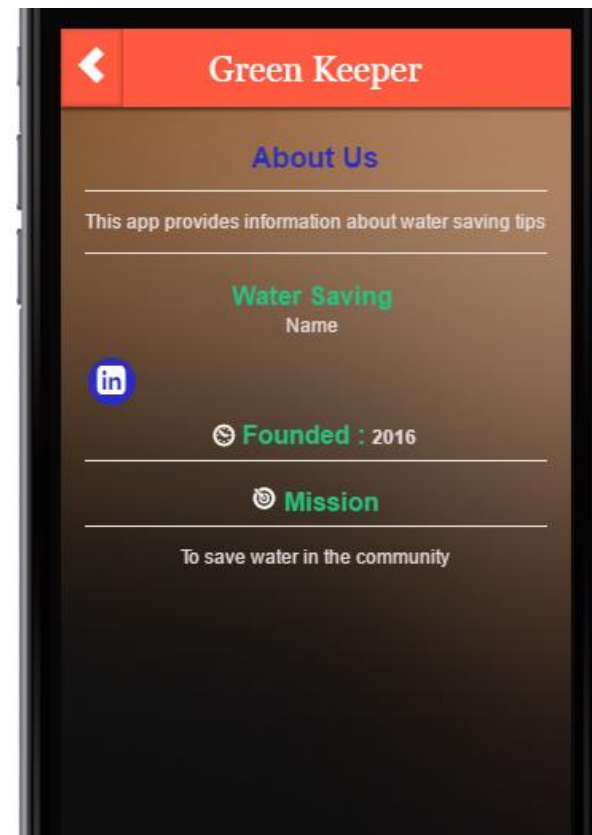 Green Keeper
About Us
This app provides information about water saving tips
Water Saving
Name
in
Founded : 2016
Mission
To save water in the community